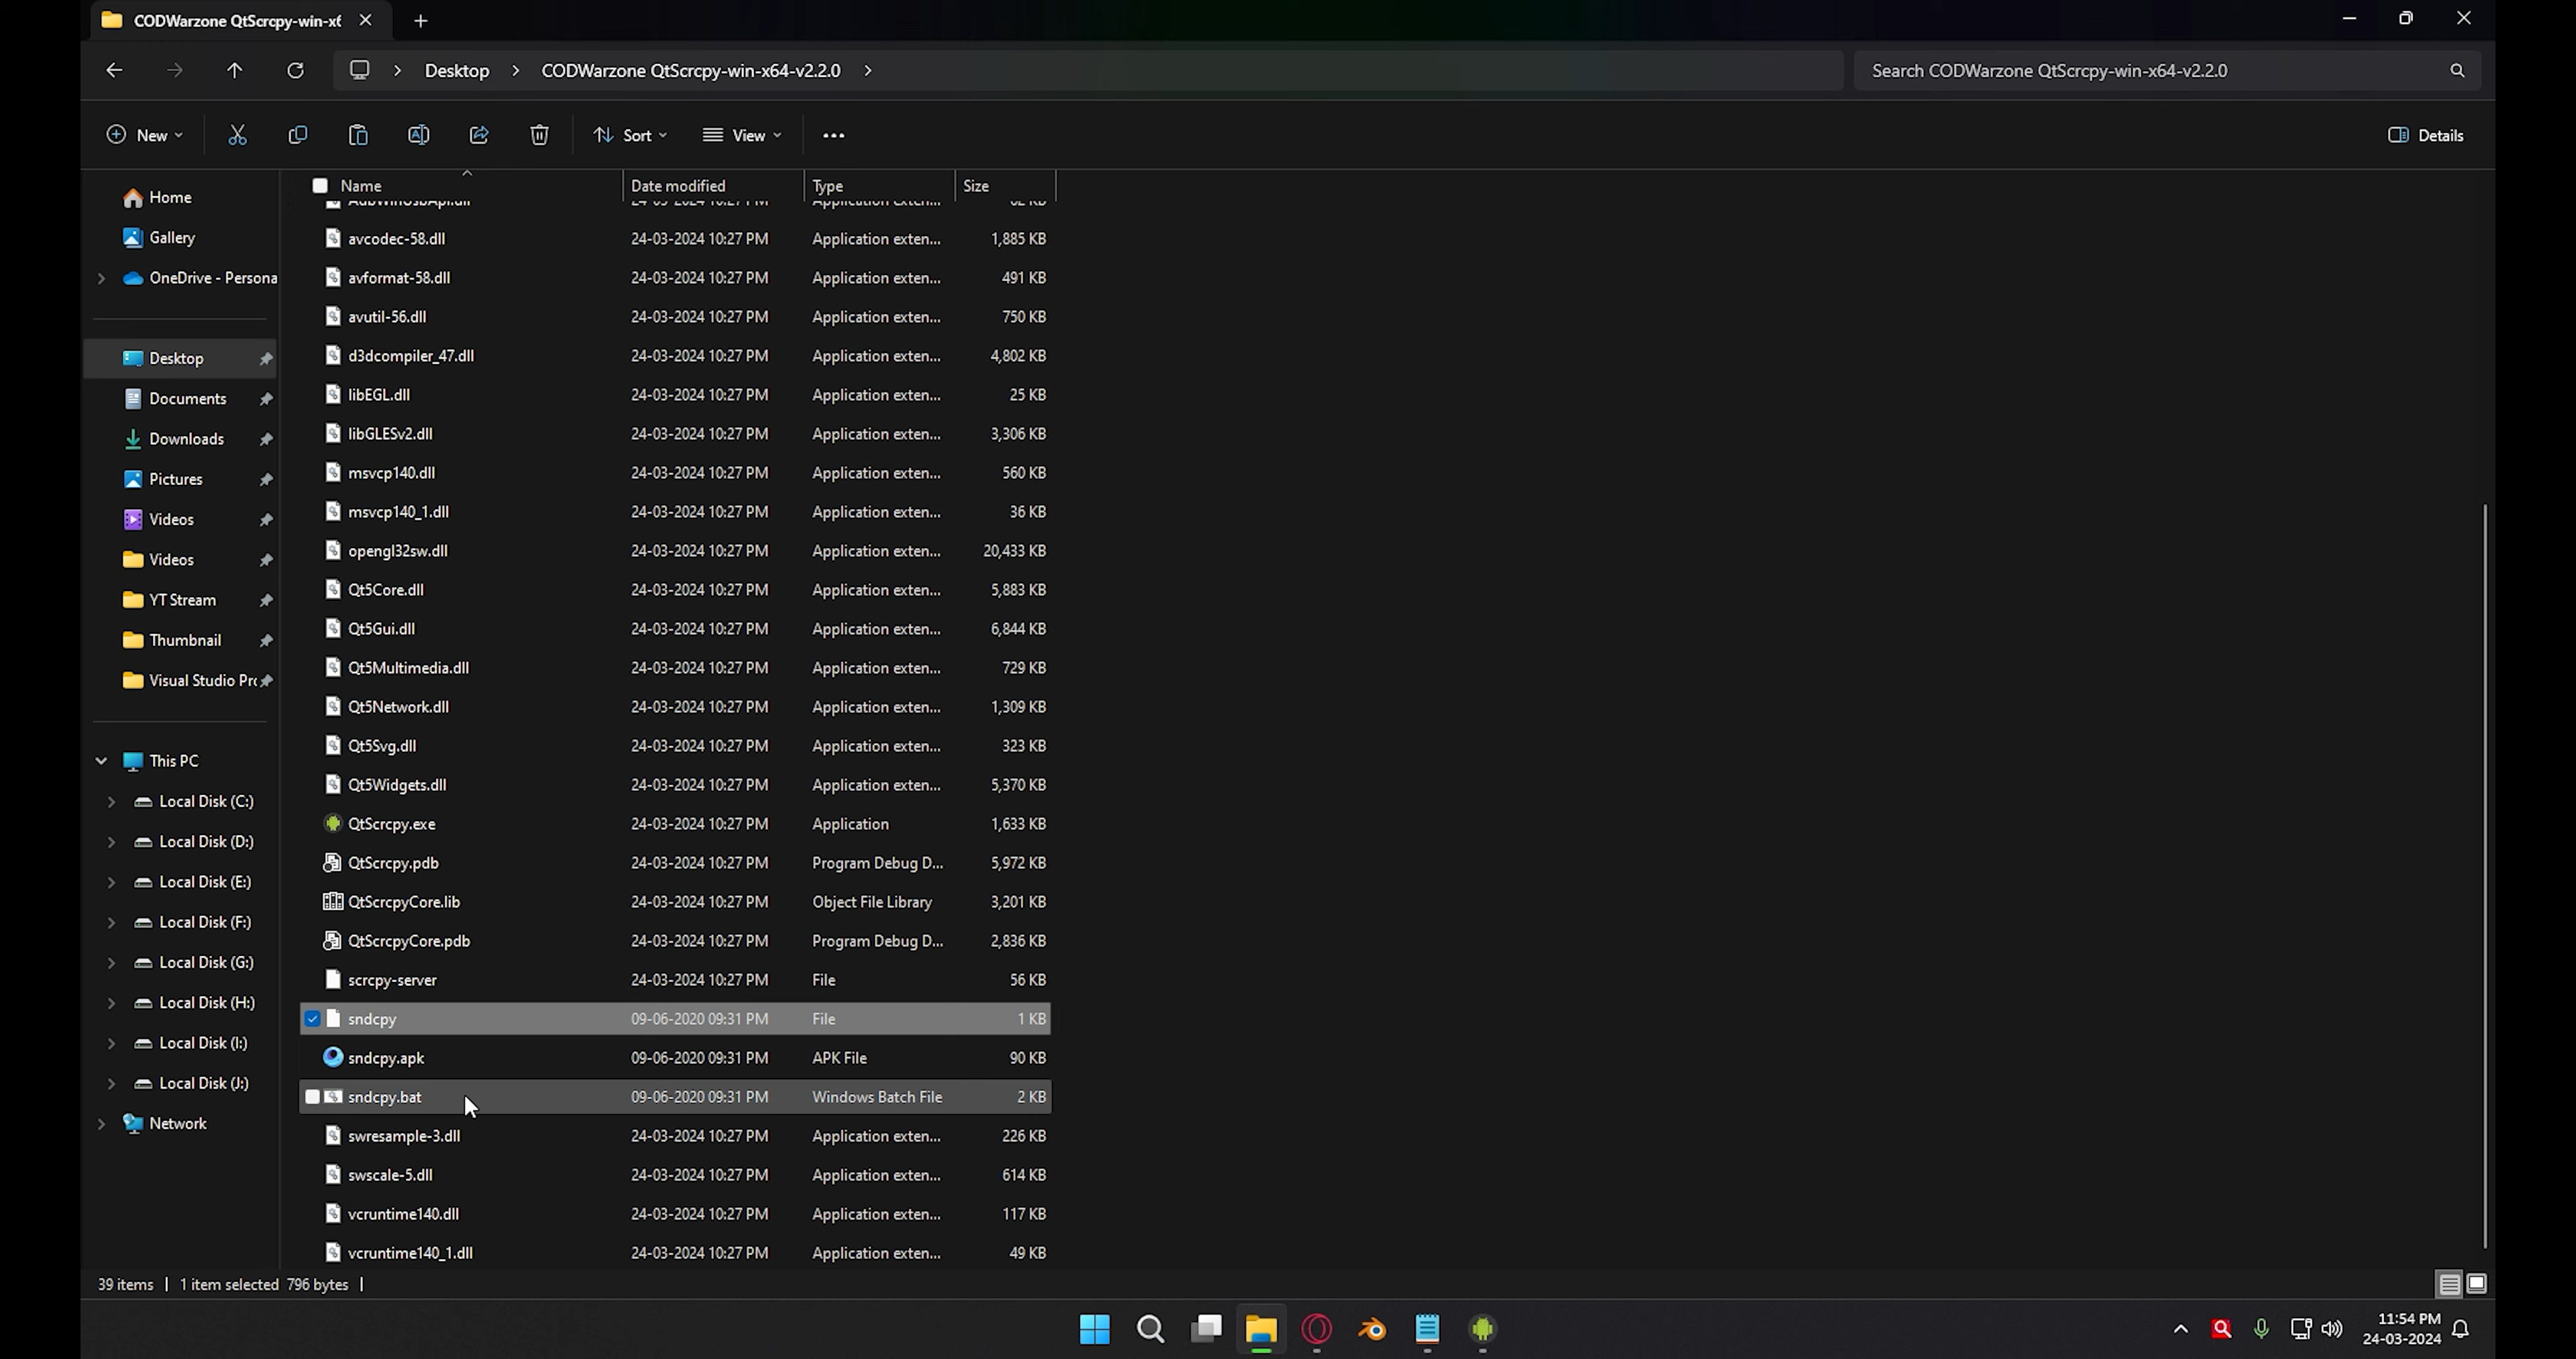 CODWarzone QtScrcpy-win-x6
Desktop > CODWarzone QtScrcpy-win-x64-v2.2.0 >
Search CODWarzone QtScrcpy-win-x64-v2.2.0
New
Sort
View
Details
Home
Gallery
OneDrive - Persona
Desktop
Documents
Downloads
Pictures
Videos
Videos
YT Stream
Thumbnail
Visual Studio Pr
This PC
Local Disk (C:)
Local Disk (D:)
Local Disk (E:)
Local Disk (F:)
Local Disk (G:)
Local Disk (H:)
Local Disk (I:)
Local Disk (J:)
Network
Name Date modified Type Size
AdbWinUsbApi.dll 24-03-2024 10:27 PM Application exten... 62 KB
avcodec-58.dll 24-03-2024 10:27 PM Application exten... 1,885 KB
avformat-58.dll 24-03-2024 10:27 PM Application exten... 491 KB
avutil-56.dll 24-03-2024 10:27 PM Application exten... 750 KB
d3dcompiler_47.dll 24-03-2024 10:27 PM Application exten... 4,802 KB
libEGL.dll 24-03-2024 10:27 PM Application exten... 25 KB
libGLESv2.dll 24-03-2024 10:27 PM Application exten... 3,306 KB
msvcp140.dll 24-03-2024 10:27 PM Application exten... 560 KB
msvcp140_1.dll 24-03-2024 10:27 PM Application exten... 36 KB
opengl32sw.dll 24-03-2024 10:27 PM Application exten... 20,433 KB
Qt5Core.dll 24-03-2024 10:27 PM Application exten... 5,883 KB
Qt5Gui.dll 24-03-2024 10:27 PM Application exten... 6,844 KB
Qt5Multimedia.dll 24-03-2024 10:27 PM Application exten... 729 KB
Qt5Network.dll 24-03-2024 10:27 PM Application exten... 1,309 KB
Qt5Svg.dll 24-03-2024 10:27 PM Application exten... 323 KB
Qt5Widgets.dll 24-03-2024 10:27 PM Application exten... 5,370 KB
QtScrcpy.exe 24-03-2024 10:27 PM Application 1,633 KB
QtScrcpy.pdb 24-03-2024 10:27 PM Program Debug D... 5,972 KB
QtScrcpyCore.lib 24-03-2024 10:27 PM Object File Library 3,201 KB
QtScrcpyCore.pdb 24-03-2024 10:27 PM Program Debug D... 2,836 KB
scrcpy-server 24-03-2024 10:27 PM File 56 KB
sndcpy 09-06-2020 09:31 PM File 1 KB
sndcpy.apk 09-06-2020 09:31 PM APK File 90 KB
sndcpy.bat 09-06-2020 09:31 PM Windows Batch File 2 KB
swresample-3.dll 24-03-2024 10:27 PM Application exten... 226 KB
swscale-5.dll 24-03-2024 10:27 PM Application exten... 614 KB
vcruntime140.dll 24-03-2024 10:27 PM Application exten... 117 KB
vcruntime140_1.dll 24-03-2024 10:27 PM Application exten... 49 KB
39 items | 1 item selected 796 bytes |
11:54 PM
24-03-2024